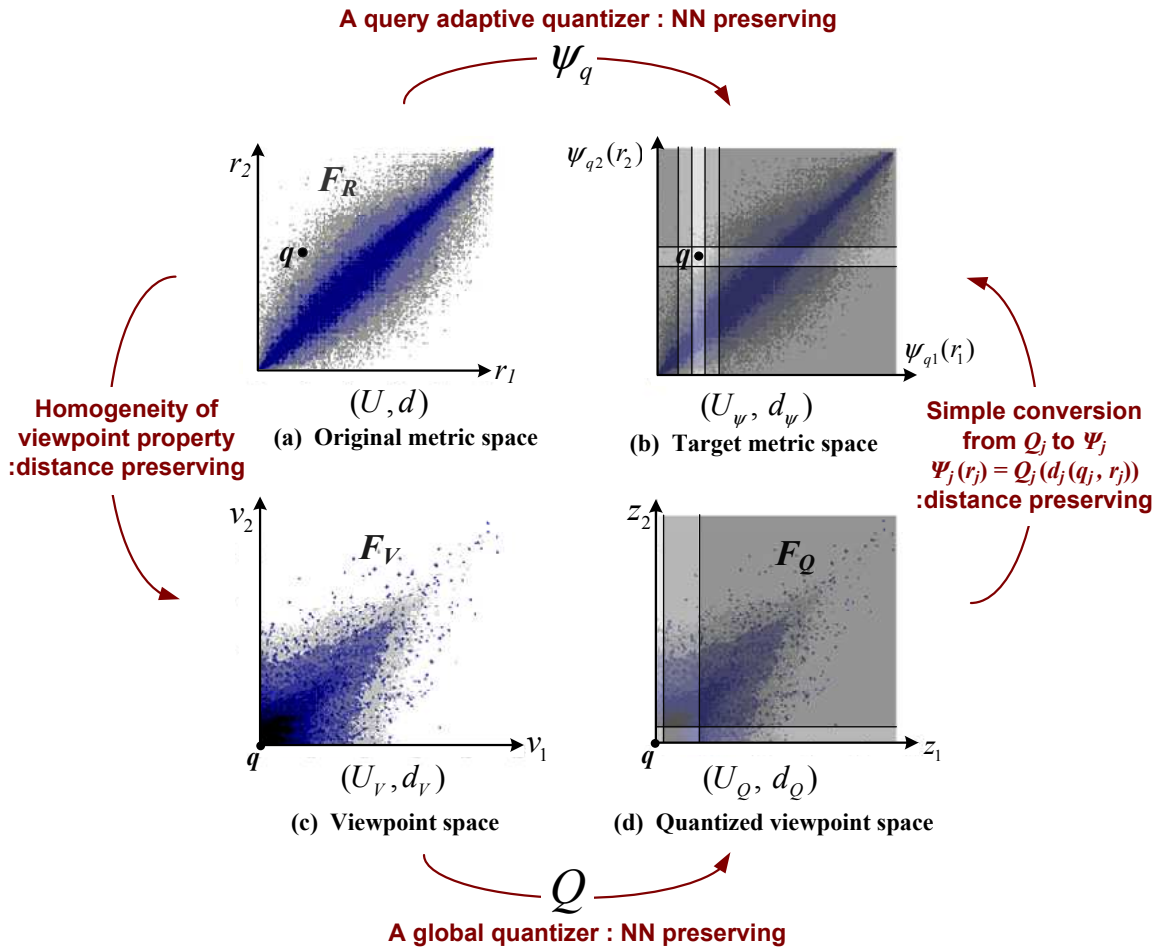 A query adaptive quantizer : NN preserving
ψq
r2
FR
q
r1
(U, d)
(a) Original metric space
ψq2(r2)
q
ψq1(r1)
(Uψ, dψ)
(b) Target metric space
Homogeneity of
viewpoint property
:distance preserving
Simple conversion
from Qj to Ψj
Ψj(rj) = Qj(dj(qj, rj))
:distance preserving
v2
FV
q
v1
(UV, dV)
(c) Viewpoint space
z2
FQ
q
z1
(UQ, dQ)
(d) Quantized viewpoint space
Q
A global quantizer : NN preserving